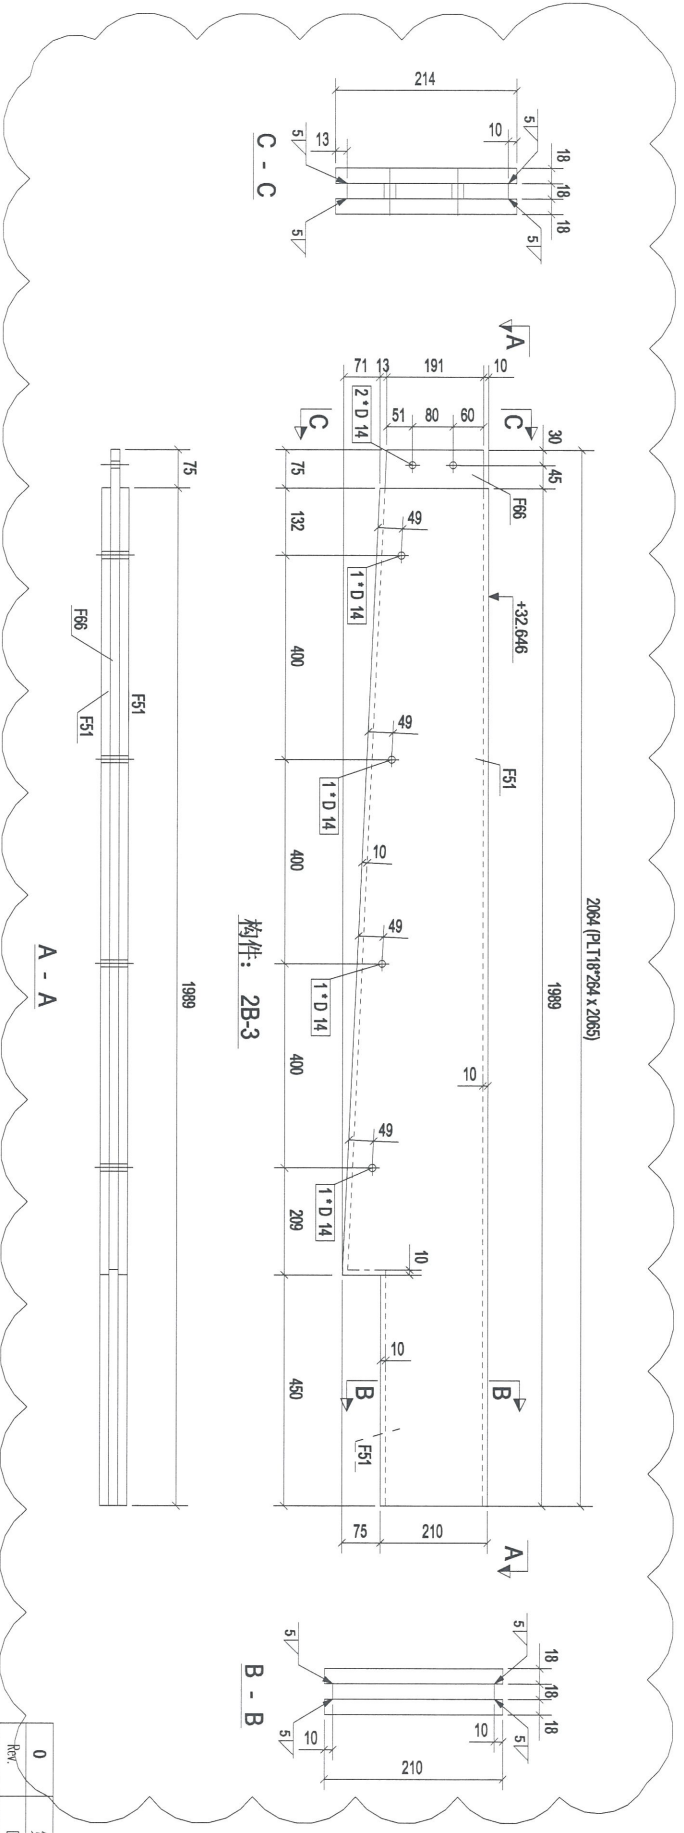 214
5
13
10
5
18
18
18
5
5
C - C
A
71
13
191
10
C
2 * D 14
51
80
60
C
30
45
F66
75
132
49
1 * D 14
+32.646
400
49
1 * D 14
F51
400
10
49
1 * D 14
400
10
49
1 * D 14
209
10
450
10
B
B
F51
75
210
A
2064 (PLT18*264 x 2065)
1989
构件: 2B-3
75
F66
F51
F51
1989
A - A
5
5
18
18
18
5
5
10
10
210
B - B
0
Rev.